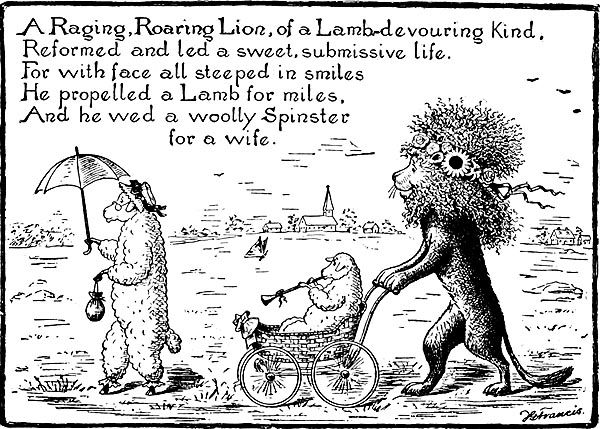 A Raging, Roaring Lion, of a Lamb-devouring Kind,
Reformed and led a sweet, submissive life.
For with face all steeped in smiles
He propelled a Lamb for miles,
And he wed a woolly Spinster
for a wife.
JGFrancis.